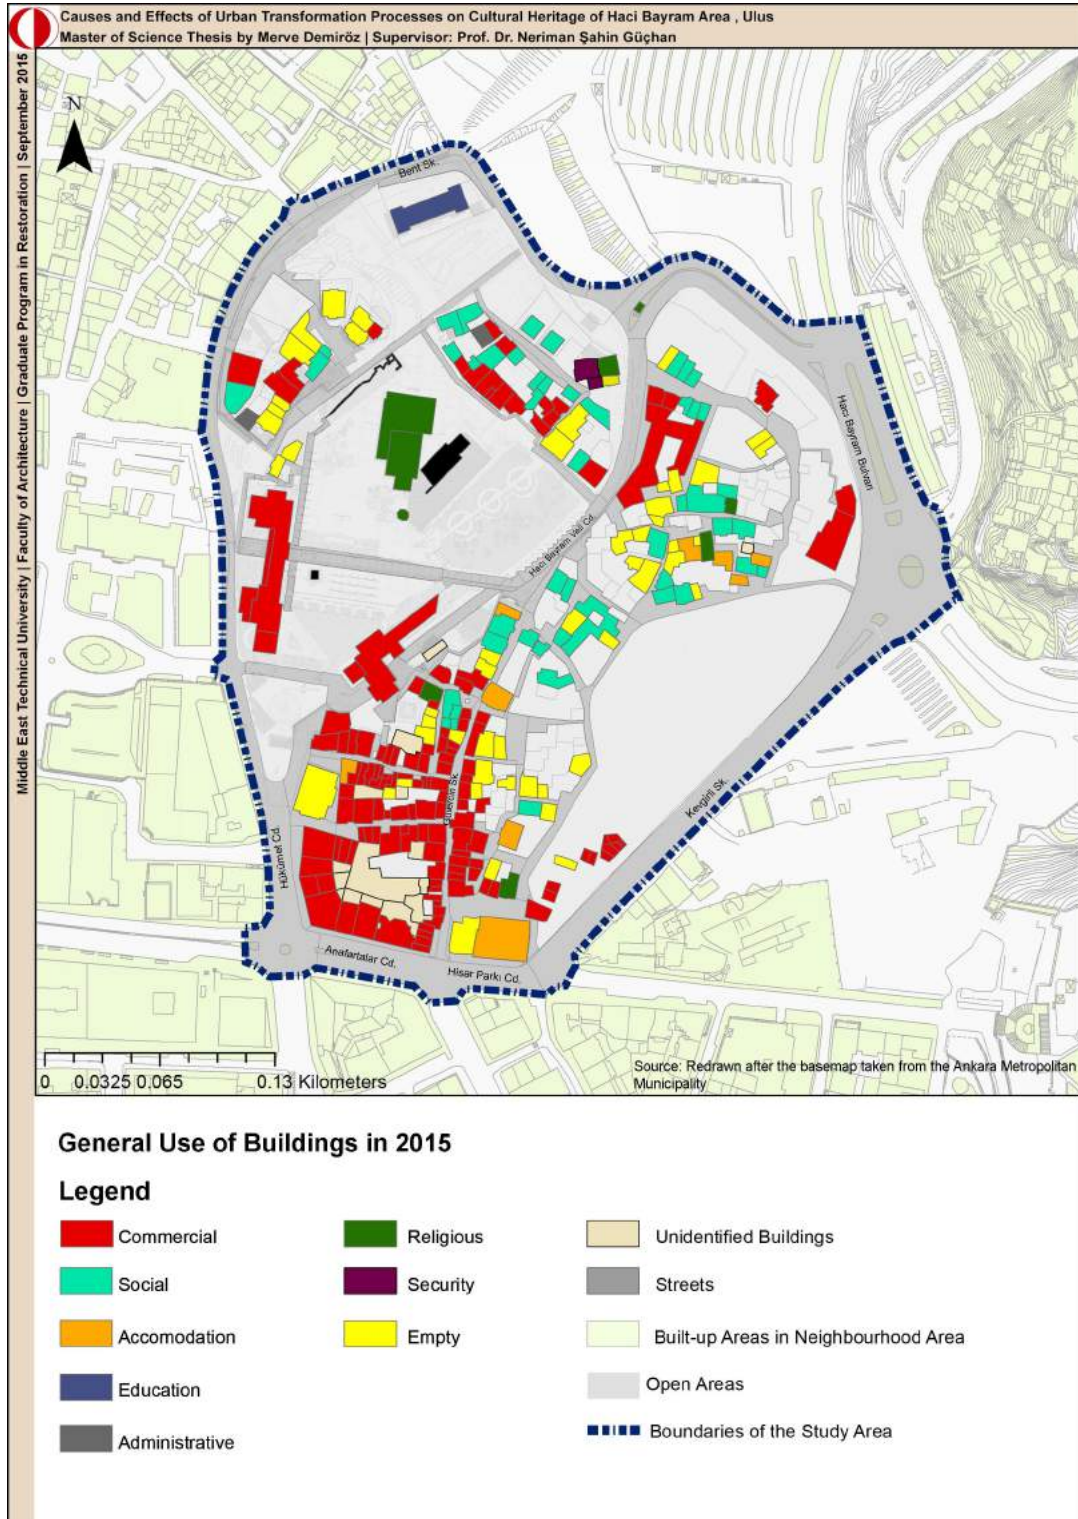 Causes and Effects of Urban Transformation Processes on Cultural Heritage of Haci Bayram Area , Ulus
Master of Science Thesis by Merve Demiröz | Supervisor: Prof. Dr. Neriman Şahin Güçhan
Middle East Technical University | Faculty of Architecture | Graduate Program in Restoration | September 2015
N
Bent Sk.
Hacı Bayram Bulvarı
Hacı Bayram Veli Cd.
Kevgirli Sk.
Hükümet Cd.
Anafartalar Cd.
Hisar Parkı Cd.
0 0.0325 0.065 0.13 Kilometers
Source: Redrawn after the basemap taken from the Ankara Metropolitan
Municipality
General Use of Buildings in 2015
Legend
Commercial
Social
Accomodation
Education
Administrative
Religious
Security
Empty
Unidentified Buildings
Streets
Built-up Areas in Neighbourhood Area
Open Areas
Boundaries of the Study Area